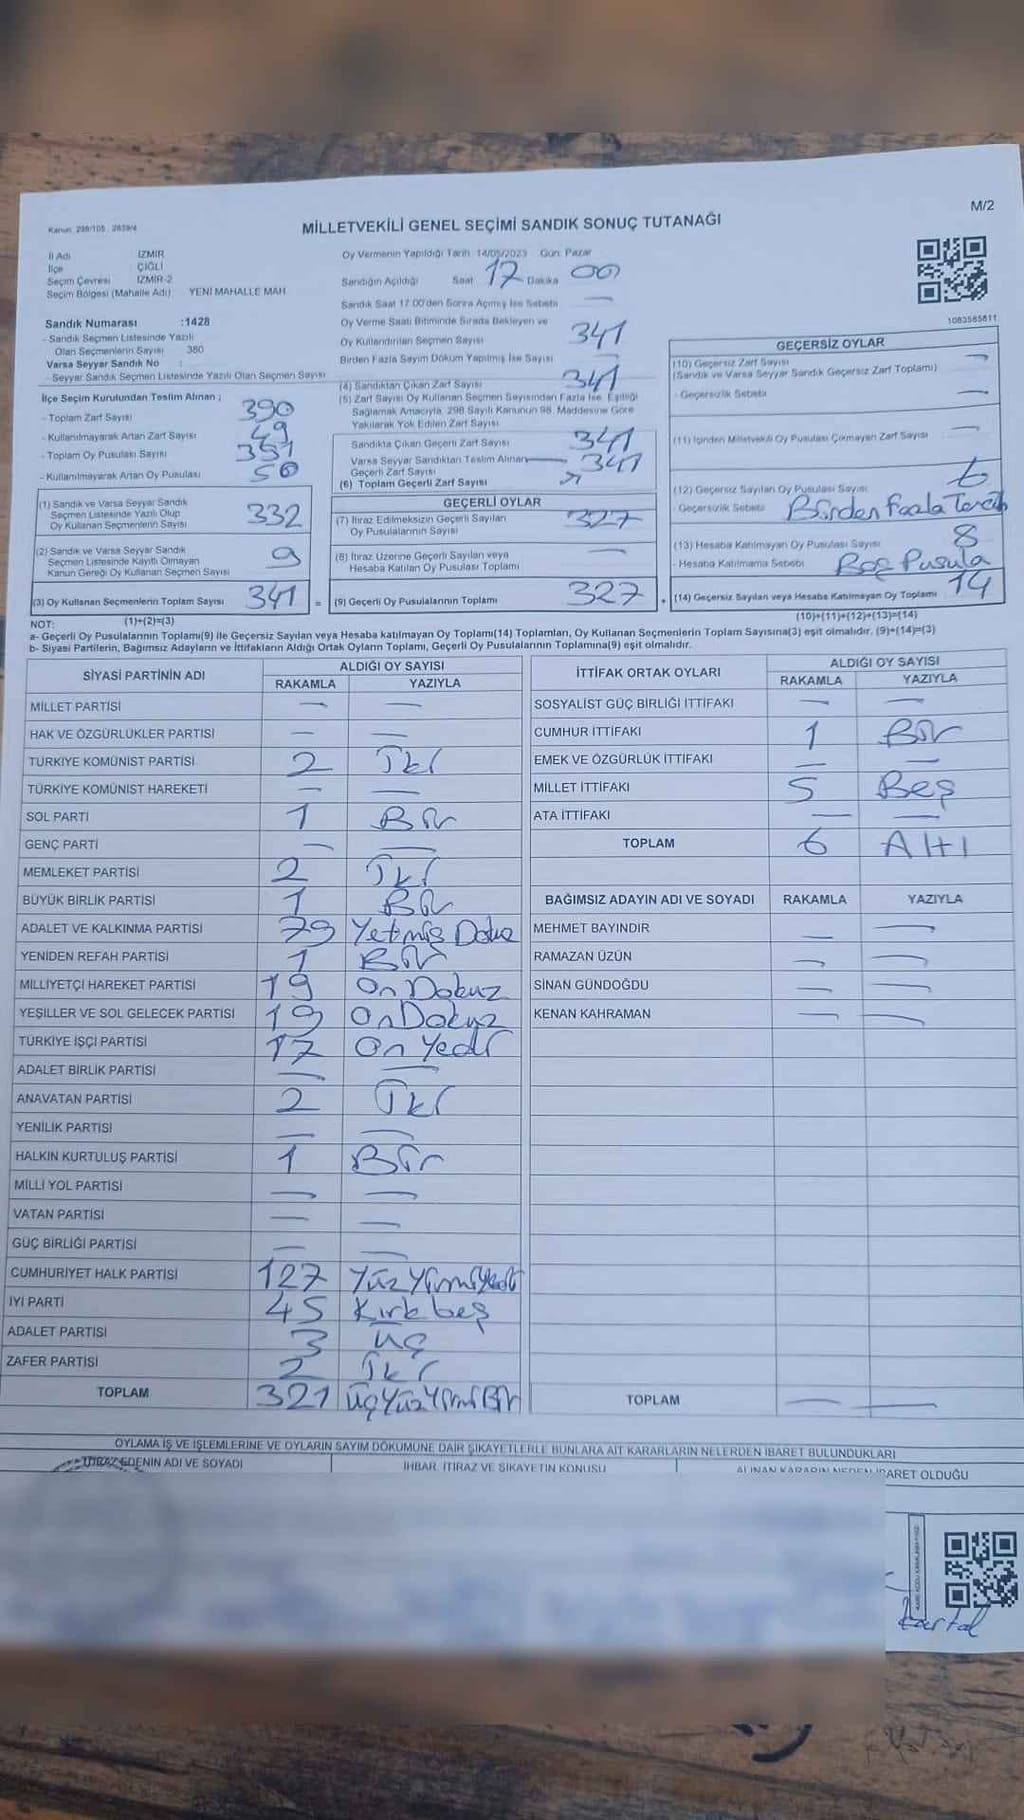 M/2
Kanun: 298/105 2839/4
MİLLETVEKİLİ GENEL SEÇİMİ SANDIK SONUÇ TUTANAĞI
İl Adı İZMİR
İlçe ÇİĞLİ
Seçim Çevresi İZMİR-2
Seçim Bölgesi (Mahalle Adı) YENİ MAHALLE MAH
Oy Vermenin Yapıldığı Tarih 14/05/2023 Gün: Pazar
Sandığın Açıldığı Saat 17 Dakika 00
Sandık Saat 17.00'den Sonra Açılmış İse Sebebi —
1083585811
Sandık Numarası :1428
- Sandık Seçmen Listesinde Yazılı
Olan Seçmenlerin Sayısı 380
Varsa Seyyar Sandık No :
- Seyyar Sandık Seçmen Listesinde Yazılı Olan Seçmen Sayısı
Oy Verme Saati Bitiminde Sırada Bekleyen ve
Oy Kullandırılan Seçmen Sayısı 341
Birden Fazla Sayım Döküm Yapılmış İse Sayısı —
İlçe Seçim Kurulundan Teslim Alınan ;
- Toplam Zarf Sayısı 390
- Kullanılmayarak Artan Zarf Sayısı 49
- Toplam Oy Pusulası Sayısı
- Kullanılmayarak Artan Oy Pusulası 50
(4) Sandıktan Çıkan Zarf Sayısı 341
(5) Zarf Sayısı Oy Kullanan Seçmen Sayısından Fazla İse, Eşitliği
Sağlamak Amacıyla, 298 Sayılı Kanunun 98. Maddesine Göre
Yakılarak Yok Edilen Zarf Sayısı
Sandıkta Çıkan Geçerli Zarf Sayısı 341
Varsa Seyyar Sandıktan Teslim Alınan — 341
Geçerli Zarf Sayısı
(6) Toplam Geçerli Zarf Sayısı
GEÇERSİZ OYLAR
(10) Geçersiz Zarf Sayısı —
(Sandık ve Varsa Seyyar Sandık Geçersiz Zarf Toplamı)
- Geçersizlik Sebebi —
(11) İçinden Milletvekili Oy Pusulası Çıkmayan Zarf Sayısı —
(12) Geçersiz Sayılan Oy Pusulası Sayısı 6
- Geçersizlik Sebebi Birden Fazla Tercih
(13) Hesaba Katılmayan Oy Pusulası Sayısı 8
- Hesaba Katılmama Sebebi Boş Pusula
(14) Geçersiz Sayılan veya Hesaba Katılmayan Oy Toplamı 14
(10)+(11)+(12)+(13)=(14)
(1) Sandık ve Varsa Seyyar Sandık
Seçmen Listesinde Yazılı Olup
Oy Kullanan Seçmenlerin Sayısı 332
(2) Sandık ve Varsa Seyyar Sandık
Seçmen Listesinde Kayıtlı Olmayan
Kanun Gereği Oy Kullanan Seçmen Sayısı 9
(3) Oy Kullanan Seçmenlerin Toplam Sayısı 341 =
(1)+(2)=(3)
GEÇERLİ OYLAR
(7) İtiraz Edilmeksizin Geçerli Sayılan
Oy Pusulalarının Sayısı 327
(8) İtiraz Üzerine Geçerli Sayılan veya
Hesaba Katılan Oy Pusulası Toplamı —
(9) Geçerli Oy Pusulalarının Toplamı 327 +
NOT:
a- Geçerli Oy Pusulalarının Toplamı(9) ile Geçersiz Sayılan veya Hesaba katılmayan Oy Toplamı(14) Toplamları, Oy Kullanan Seçmenlerin Toplam Sayısına(3) eşit olmalıdır. (9)+(14)=(3)
b- Siyasi Partilerin, Bağımsız Adayların ve İttifakların Aldığı Ortak Oyların Toplamı, Geçerli Oy Pusulalarının Toplamına(9) eşit olmalıdır.
SİYASİ PARTİNİN ADI ALDIĞI OY SAYISI
RAKAMLA YAZIYLA
MİLLET PARTİSİ — —
HAK VE ÖZGÜRLÜKLER PARTİSİ — —
TÜRKİYE KOMÜNİST PARTİSİ 2 İki
TÜRKİYE KOMÜNİST HAREKETİ — —
SOL PARTİ 1 Bir
GENÇ PARTİ — —
MEMLEKET PARTİSİ 2 İki
BÜYÜK BİRLİK PARTİSİ 1 Bir
ADALET VE KALKINMA PARTİSİ 79 Yetmiş Dokuz
YENİDEN REFAH PARTİSİ 1 Bir
MİLLİYETÇİ HAREKET PARTİSİ 19 On Dokuz
YEŞİLLER VE SOL GELECEK PARTİSİ 19 On Dokuz
TÜRKİYE İŞÇİ PARTİSİ 17 On Yedi
ADALET BİRLİK PARTİSİ — —
ANAVATAN PARTİSİ 2 İki
YENİLİK PARTİSİ — —
HALKIN KURTULUŞ PARTİSİ 1 Bir
MİLLİ YOL PARTİSİ — —
VATAN PARTİSİ — —
GÜÇ BİRLİĞİ PARTİSİ — —
CUMHURİYET HALK PARTİSİ 127 Yüz Yirmi Yedi
İYİ PARTİ 45 Kırk beş
ADALET PARTİSİ 3 üç
ZAFER PARTİSİ 2 İki
TOPLAM 321 ÜçYüzYirmiBir
İTTİFAK ORTAK OYLARI ALDIĞI OY SAYISI
RAKAMLA YAZIYLA
SOSYALİST GÜÇ BİRLİĞİ İTTİFAKI — —
CUMHUR İTTİFAKI 1 Bir
EMEK VE ÖZGÜRLÜK İTTİFAKI — —
MİLLET İTTİFAKI 5 Beş
ATA İTTİFAKI — —
TOPLAM 6 Altı
BAĞIMSIZ ADAYIN ADI VE SOYADI RAKAMLA YAZIYLA
MEHMET BAYINDIR — —
RAMAZAN ÜZÜN — —
SİNAN GÜNDOĞDU — —
KENAN KAHRAMAN — —
TOPLAM — —
OYLAMA İŞ VE İŞLEMLERİNE VE OYLARIN SAYIM DÖKÜMÜNE DAİR ŞİKAYETLERLE BUNLARA AİT KARARLARIN NELERDEN İBARET BULUNDUKLARI
İTİRAZ EDENİN ADI VE SOYADI İHBAR, İTİRAZ VE ŞİKAYETİN KONUSU ALINAN KARARIN NEDEN İBARET OLDUĞU
Kartal